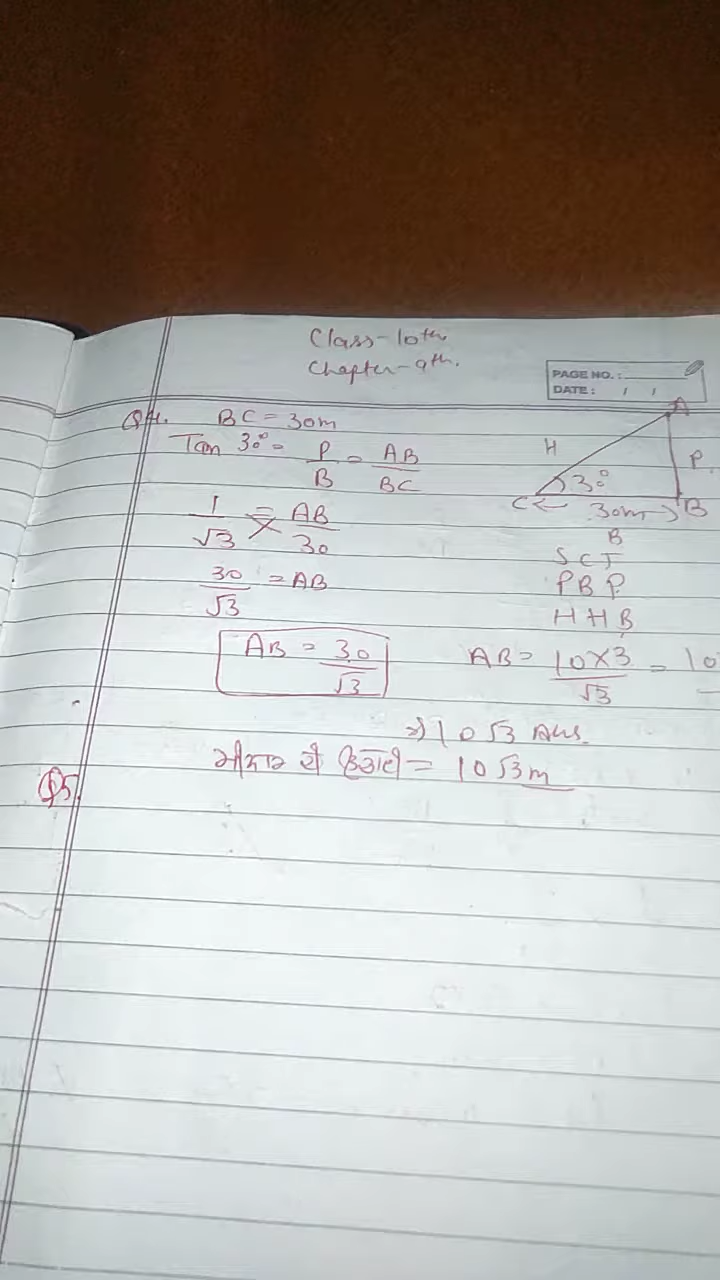 Class-10th
Chapter-9th.
PAGE NO.:
DATE: / /
Q4. BC = 30m
Tan 30° = P/B = AB/BC
A
H
P.
30°
C
← 30m →
B
B
1/√3 = AB/30
S C T
P B P
H H B
30/√3 = AB
AB = 30/√3
AB = 10×3/√3 = 10
⇒ 10√3 Ans.
मीनार की ऊंचाई = 10√3m
Q5.